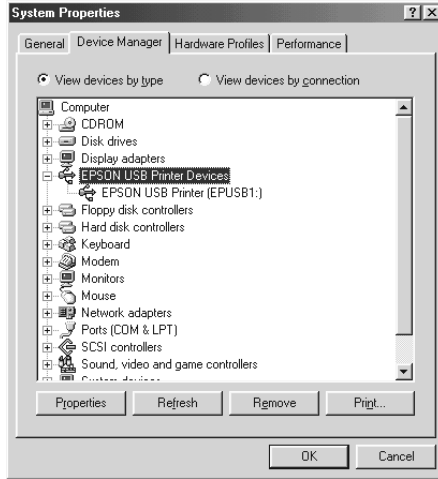 System Properties
General Device Manager Hardware Profiles Performance
View devices by type View devices by connection
Computer
CDROM
Disk drives
Display adapters
EPSON USB Printer Devices
EPSON USB Printer (EPUSB1:)
Floppy disk controllers
Hard disk controllers
Keyboard
Modem
Monitors
Mouse
Network adapters
Ports (COM & LPT)
SCSI controllers
Sound, video and game controllers
System devices
Properties Refresh Remove Print...
OK Cancel